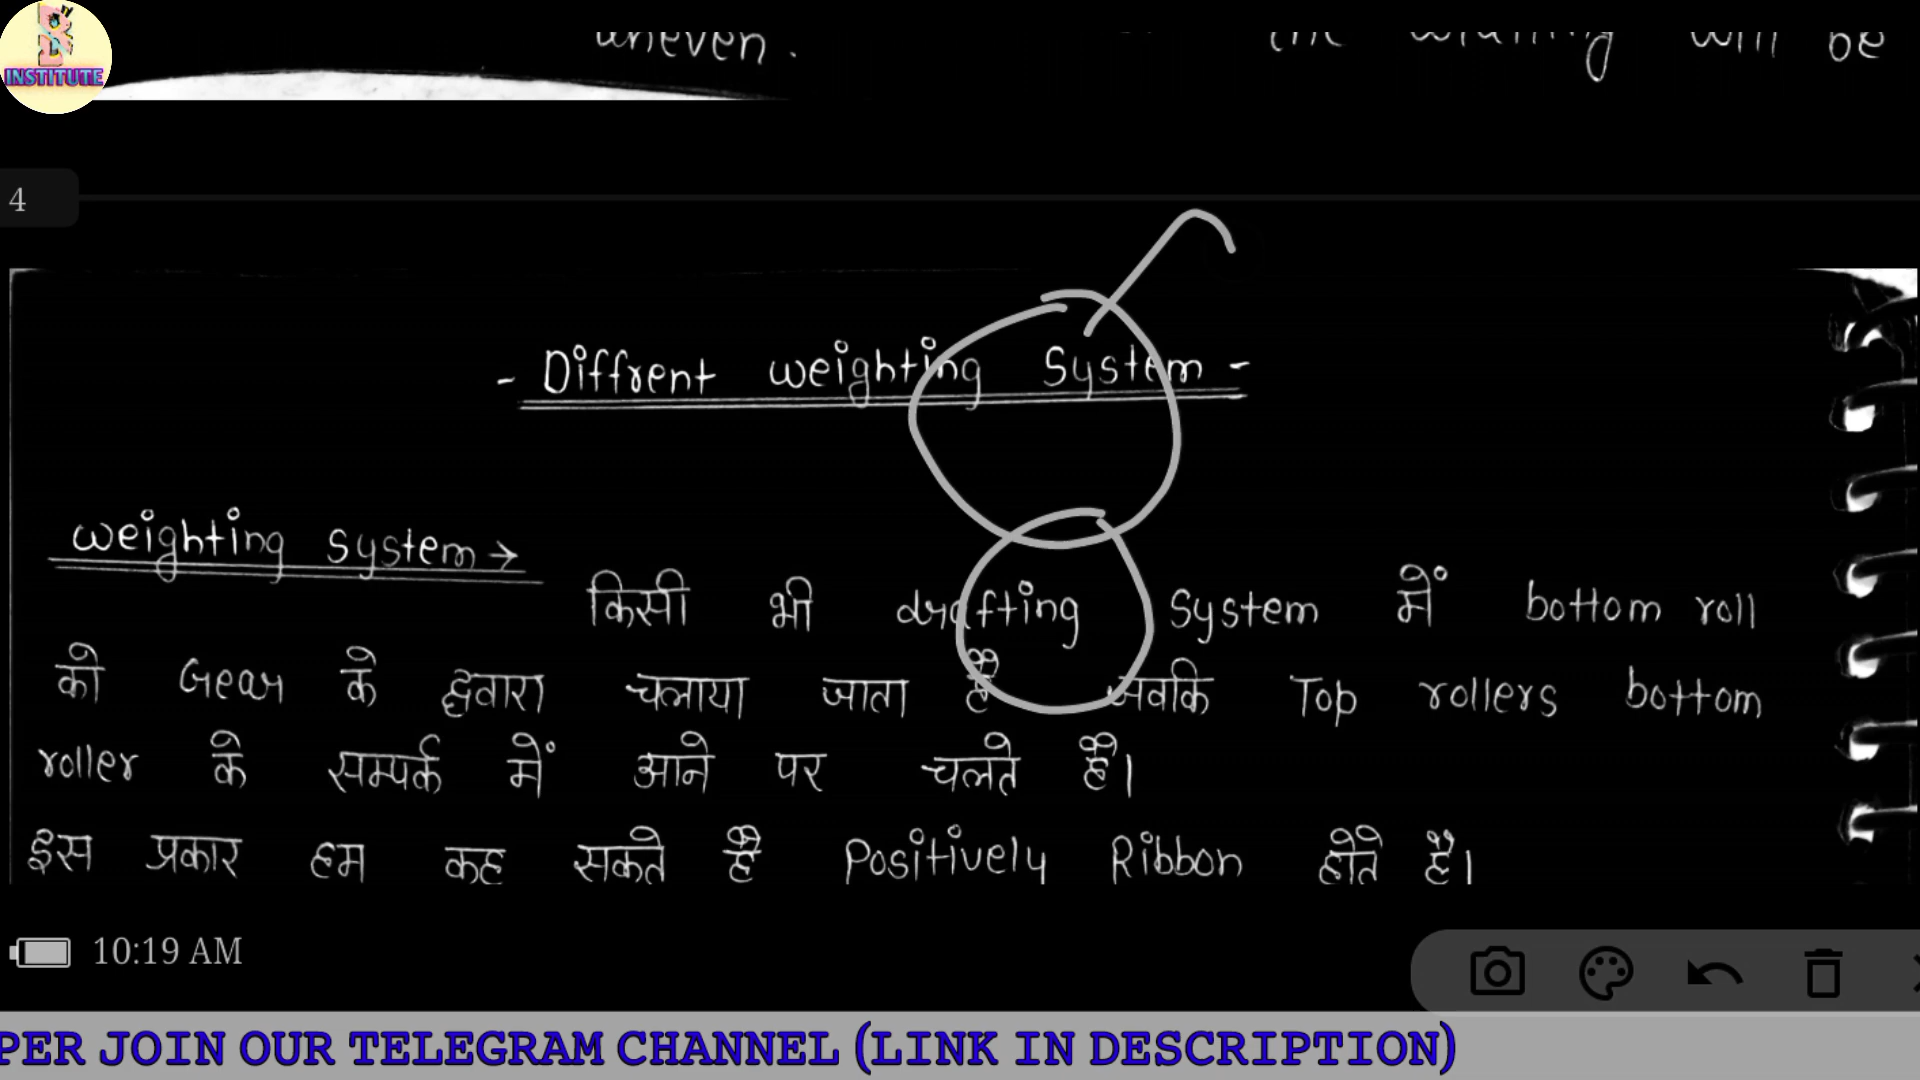 INSTITUTE
uneven.
will be
4
- Diffrent weighting System -
weighting system →
किसी भी drafting System में bottom roll
को Gear के द्वारा चलाया जाता है जबकि Top rollers bottom
roller के सम्पर्क में आने पर चलते है।
इस प्रकार हम कह सकते है Positively Ribbon होते है।
10:19 AM
PER JOIN OUR TELEGRAM CHANNEL (LINK IN DESCRIPTION)